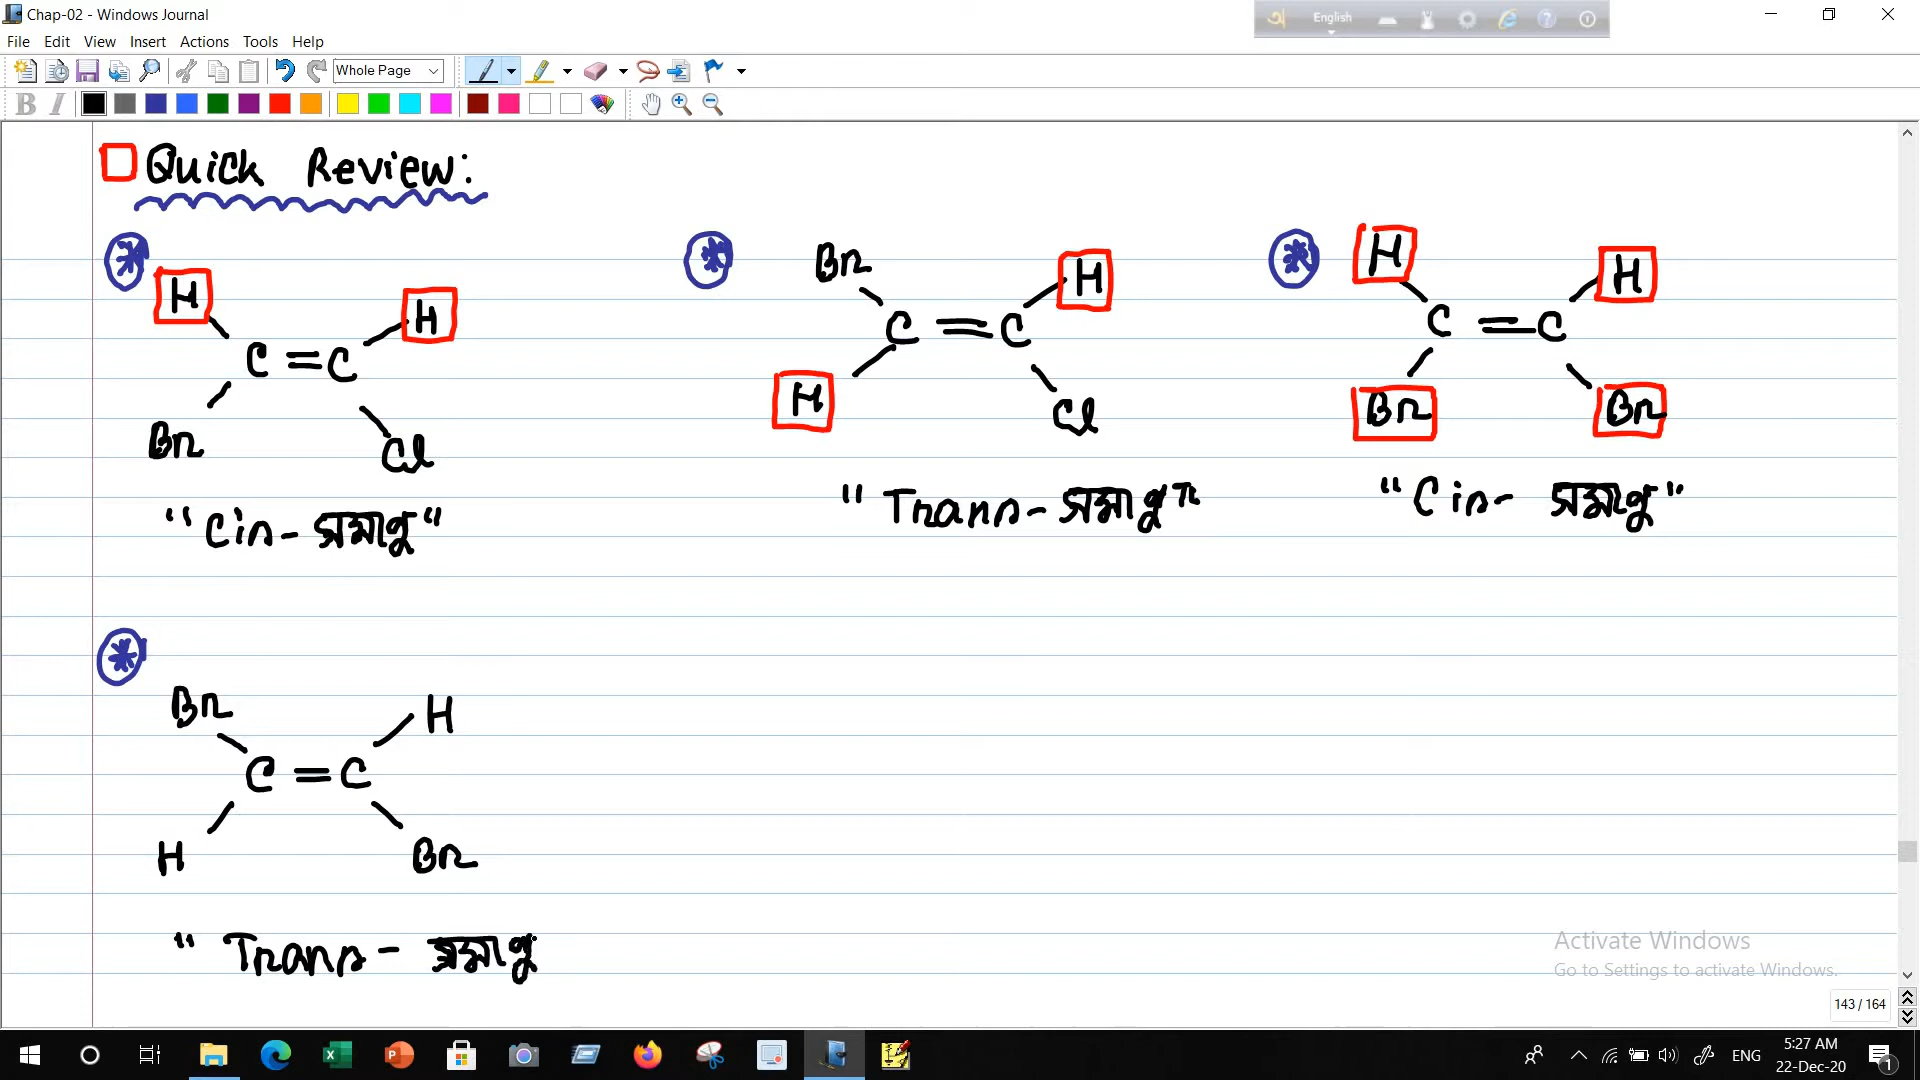 Chap-02 - Windows Journal
English
File Edit View Insert Actions Tools Help
Whole Page
B I
Quick Review:
H H
C = C
Br Cl
"Cis- সমাণু"
Br H
C = C
H Cl
"Trans- সমাণু"
H H
C = C
Br Br
"Cis- সমাণু"
Br H
C = C
H Br
"Trans- সমাণু
Activate Windows
Go to Settings to activate Windows.
143 / 164
ENG
5:27 AM
22-Dec-20
1